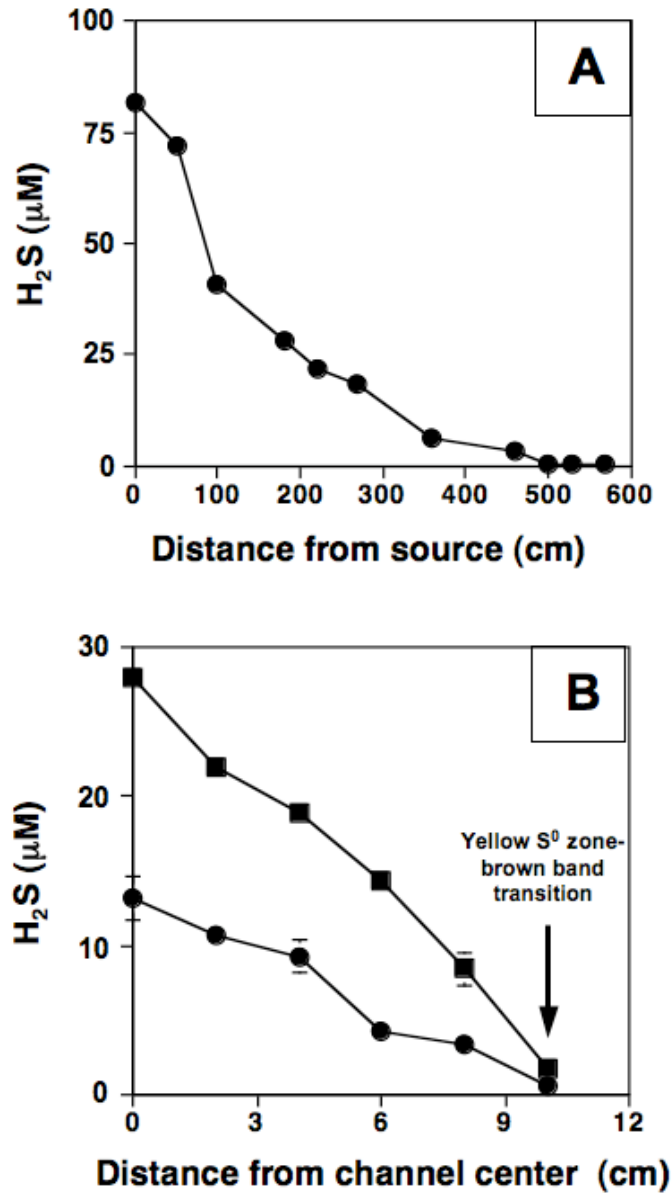 100
A
75
50
25
0
H₂S (μM)
0 100 200 300 400 500 600
Distance from source (cm)
30
B
20
10
0
H₂S (μM)
Yellow S⁰ zone-
brown band
transition
0 3 6 9 12
Distance from channel center (cm)